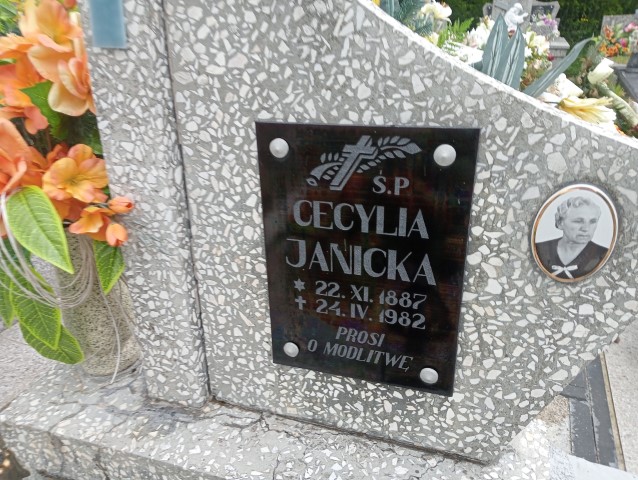 Ś.P
CECYLIA
JANICKA
* 22. XI. 1887
✝ 24. IV. 1982
PROSI
O MODLITWĘ